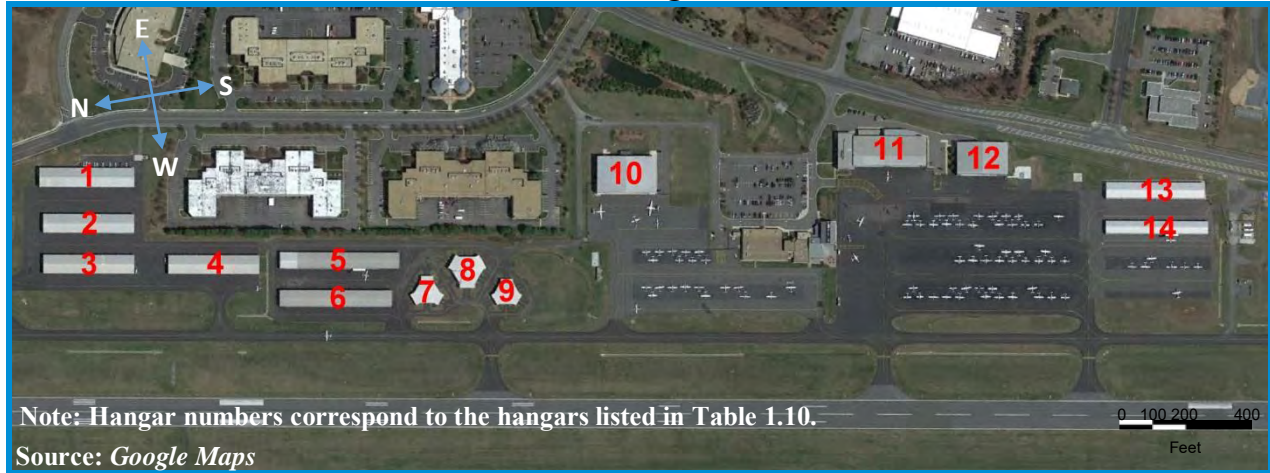 E
S
N
W
1
2
3
4
5
6
7
8
9
10
11
12
13
14
Note: Hangar numbers correspond to the hangars listed in Table 1.10.
Source: Google Maps
0 100 200 400
Feet